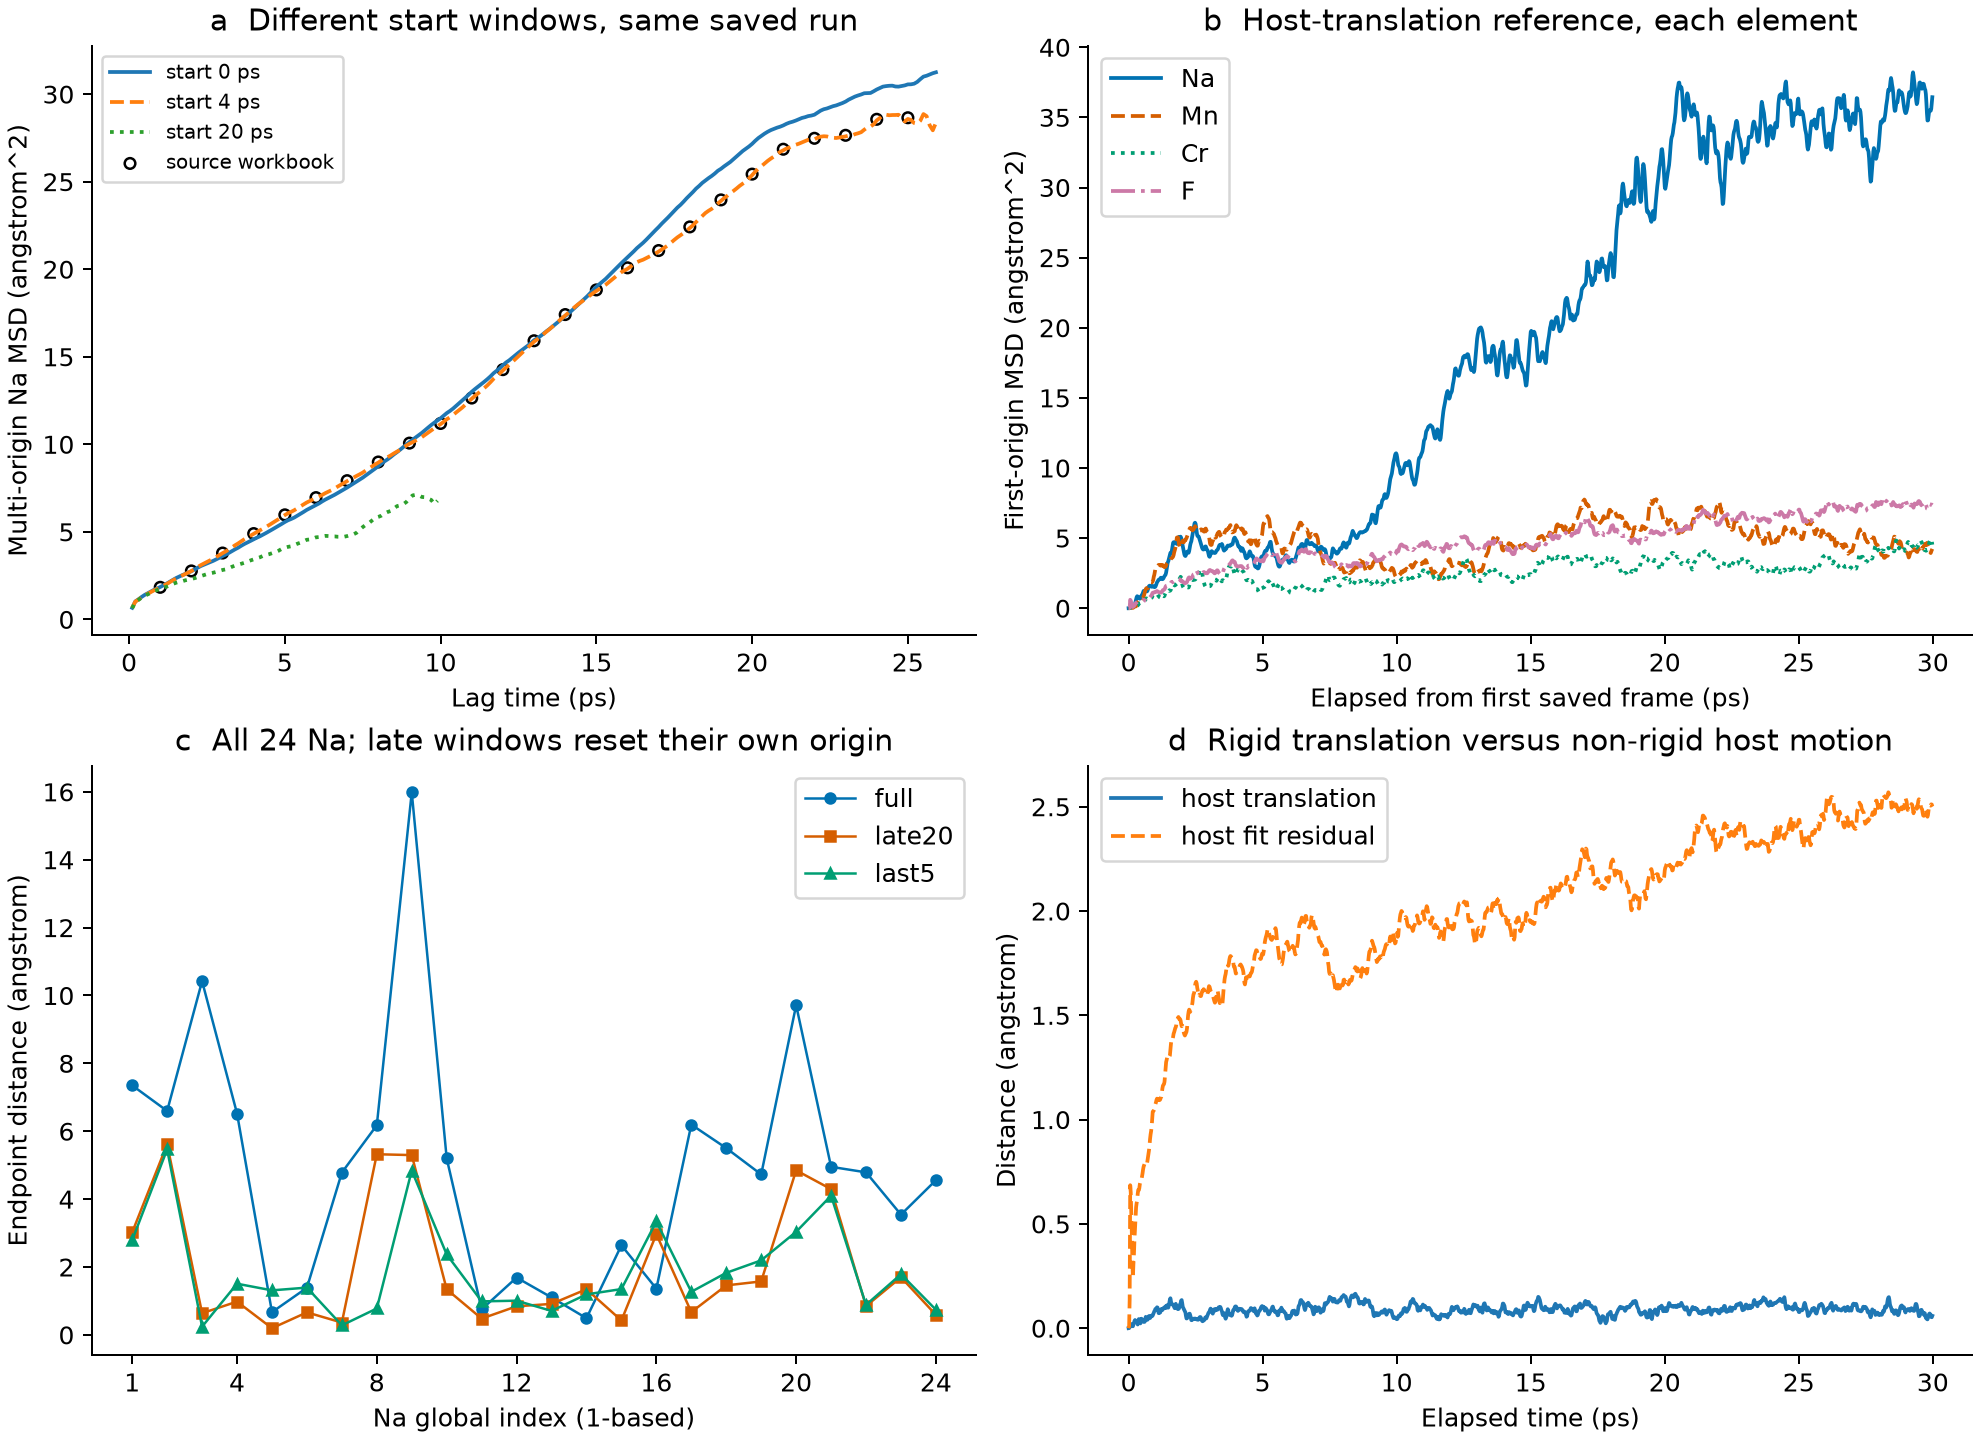 a Different start windows, same saved run
start 0 ps
start 4 ps
start 20 ps
source workbook
Multi-origin Na MSD (angstrom^2)
30
25
20
15
10
5
0
0 5 10 15 20 25
Lag time (ps)
b Host-translation reference, each element
Na
Mn
Cr
F
First-origin MSD (angstrom^2)
40
35
30
25
20
15
10
5
0
0 5 10 15 20 25 30
Elapsed from first saved frame (ps)
c All 24 Na; late windows reset their own origin
full
late20
last5
Endpoint distance (angstrom)
16
14
12
10
8
6
4
2
0
1 4 8 12 16 20 24
Na global index (1-based)
d Rigid translation versus non-rigid host motion
host translation
host fit residual
Distance (angstrom)
2.5
2.0
1.5
1.0
0.5
0.0
0 5 10 15 20 25 30
Elapsed time (ps)